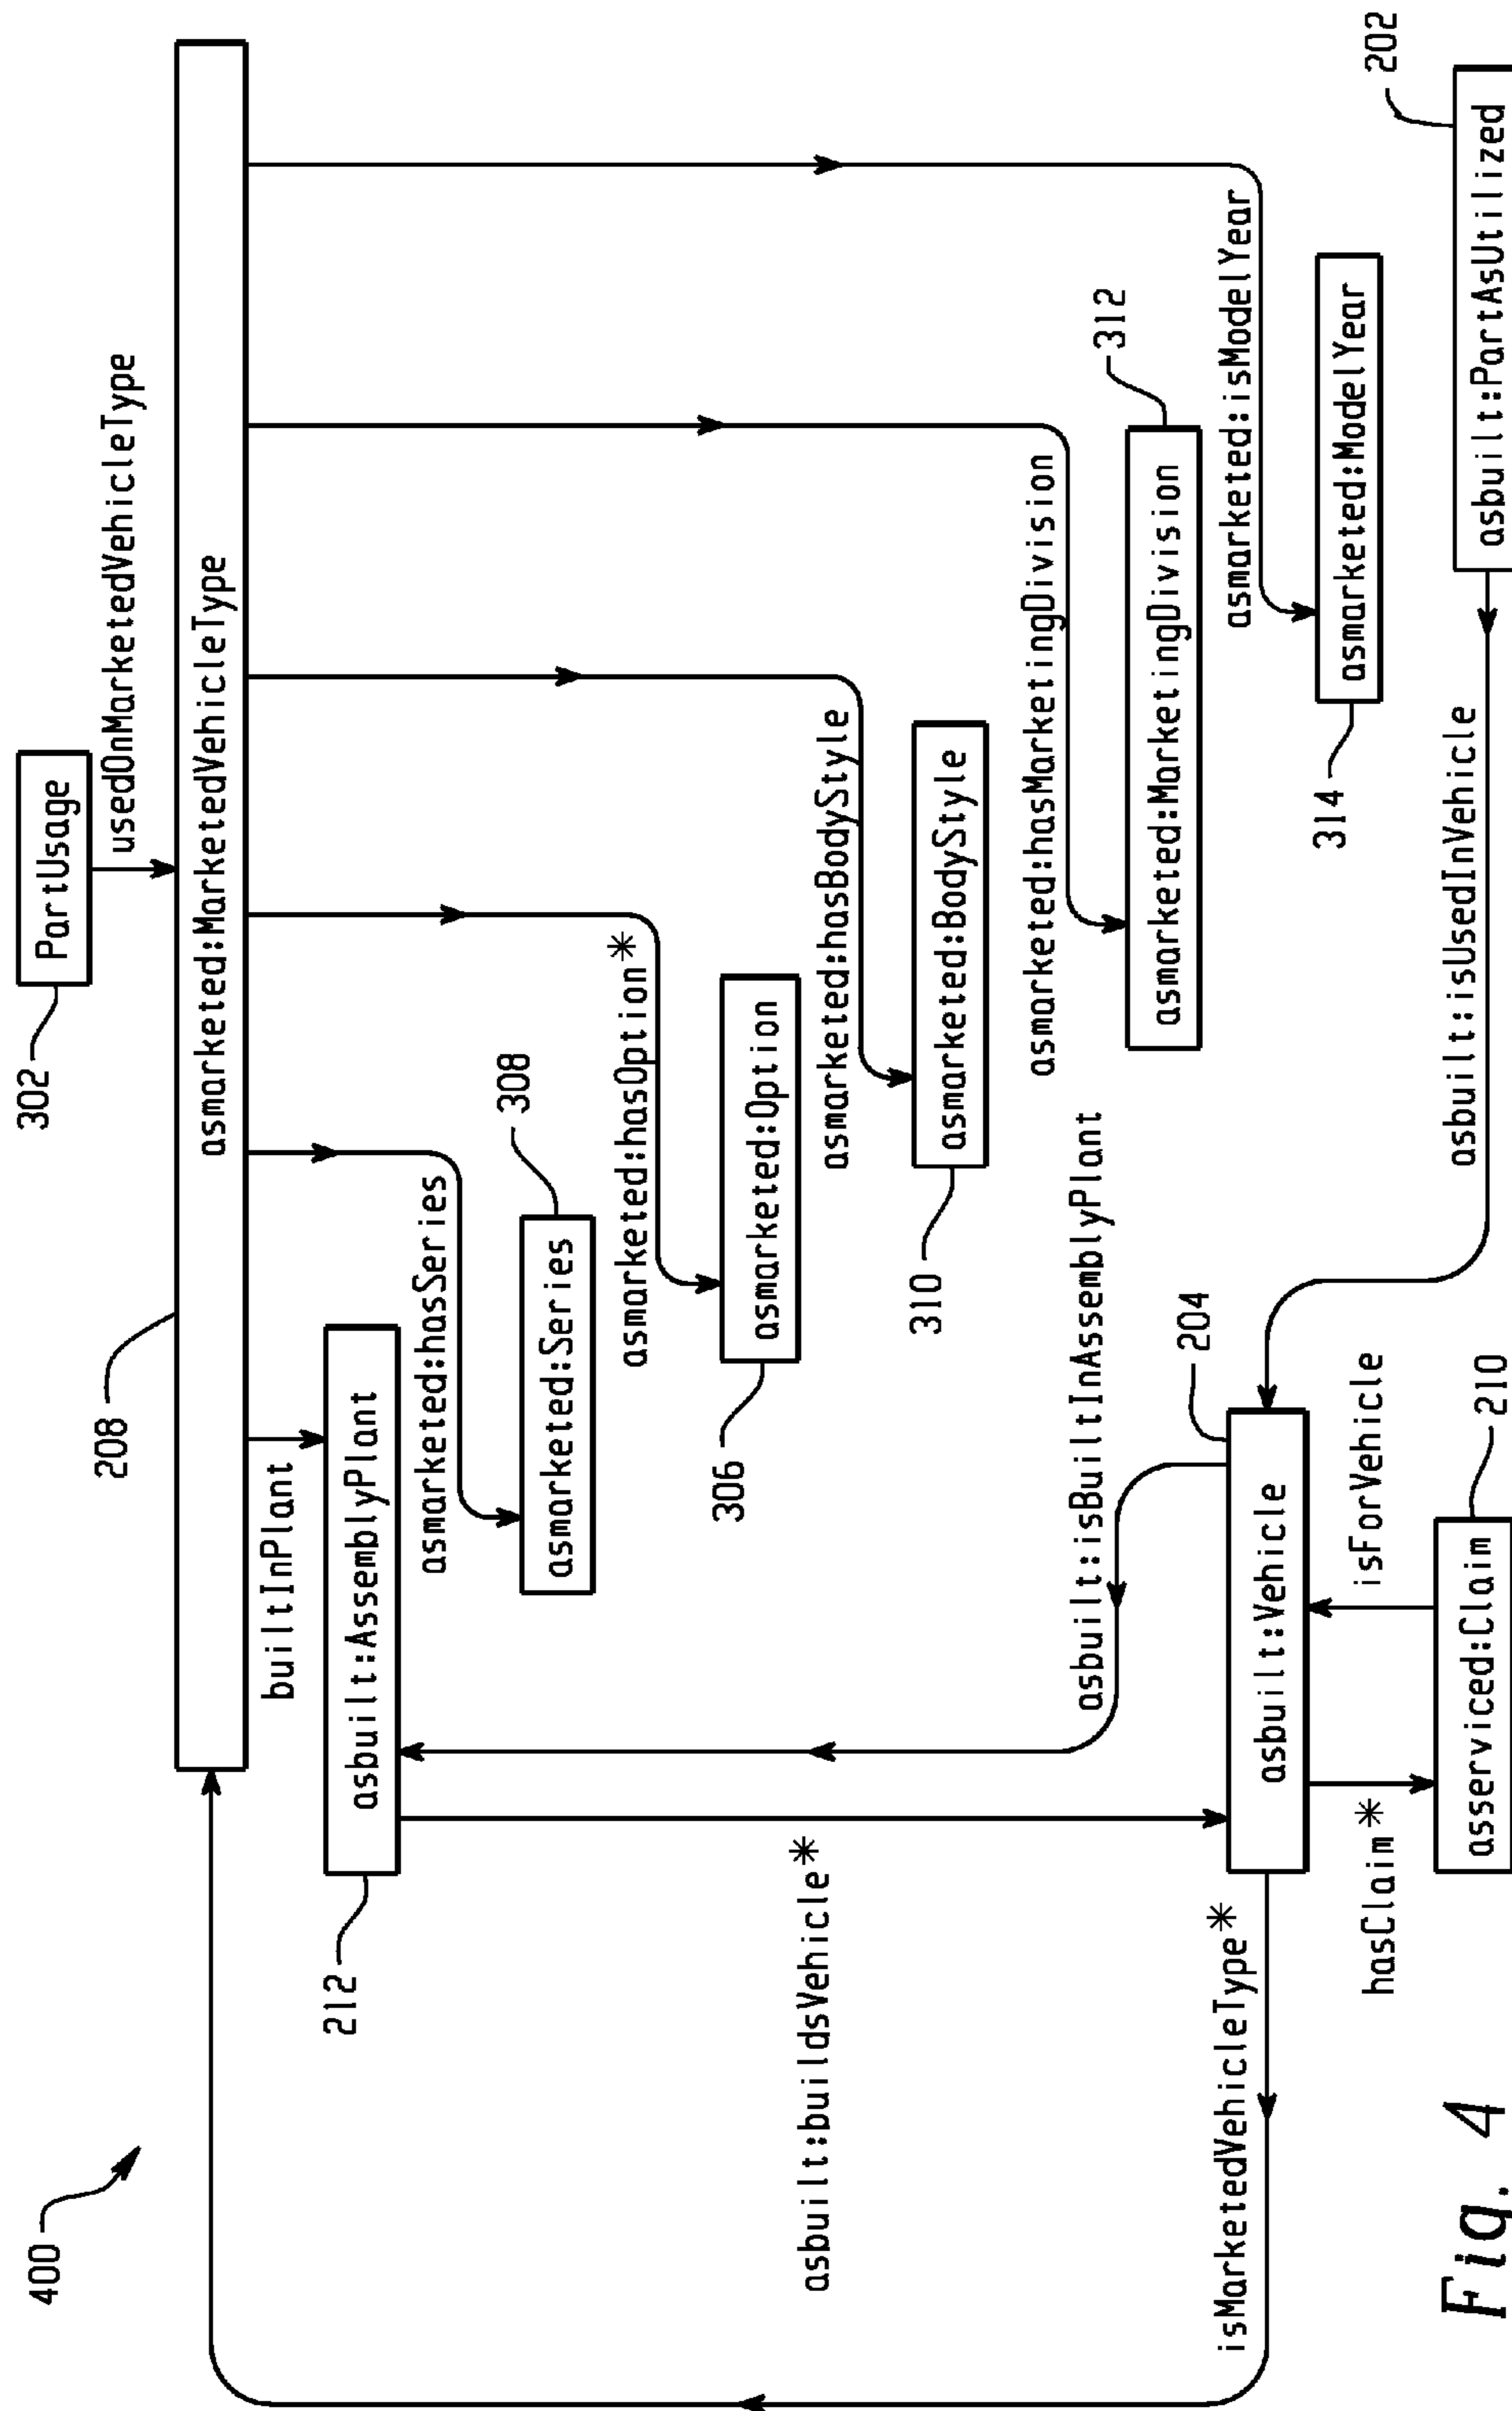 400
302
PartUsage
usedOnMarketedVehicleType
208
asmarketed:MarketedVehicleType
builtInPlant
212
asbuilt:AssemblyPlant
asmarketed:hasSeries
308
asmarketed:Series
asmarketed:hasOption*
306
asmarketed:Option
asmarketed:hasBodyStyle
310
asmarketed:BodyStyle
asmarketed:hasMarketingDivision
312
asmarketed:MarketingDivision
asmarketed:isModelYear
314
asmarketed:ModelYear
asbuilt:buildsVehicle*
asbuilt:isBuiltInAssemblyPlant
204
isMarketedVehicleType*
asbuilt:Vehicle
hasClaim*
isForVehicle
asbuilt:isUsedInVehicle
202
asserviced:Claim
210
asbuilt:PartAsUtilized
Fig. 4